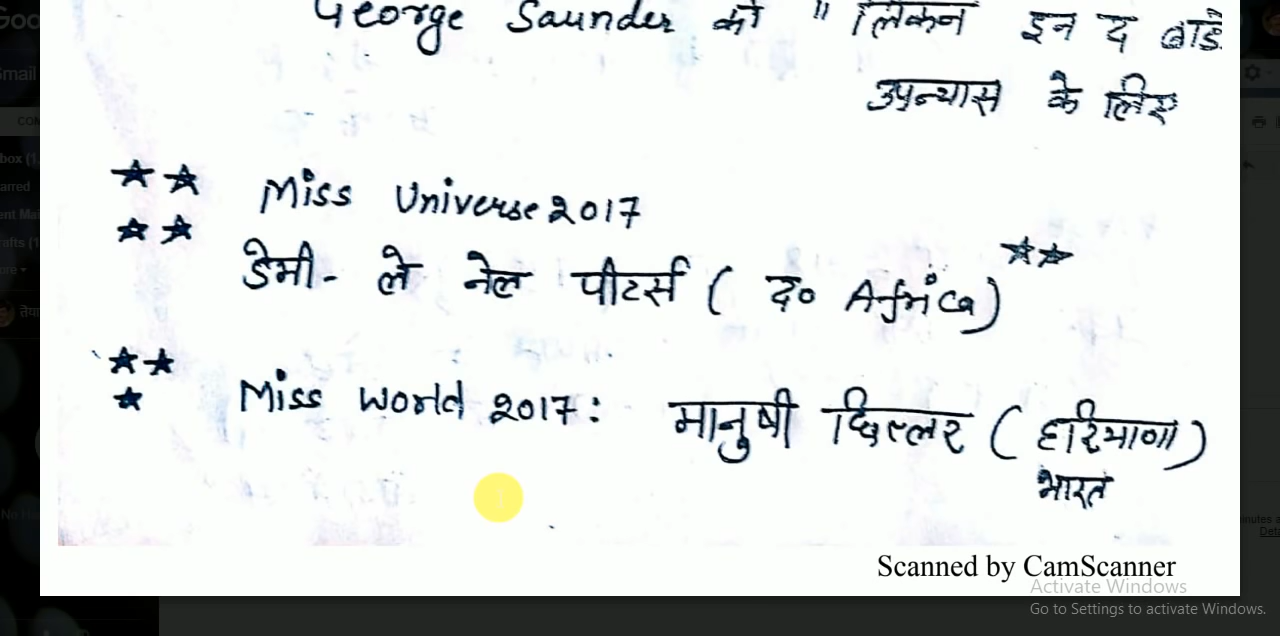 George Saunder को " लिंकन इन द बार्डो
उपन्यास के लिए
Miss Universe 2017
डेमी- ले नेल पीटर्स ( द० Africa)
Miss World 2017: मानुषी छिल्लर ( हरियाणा)
भारत
Scanned by CamScanner
Activate Windows
Go to Settings to activate Windows.